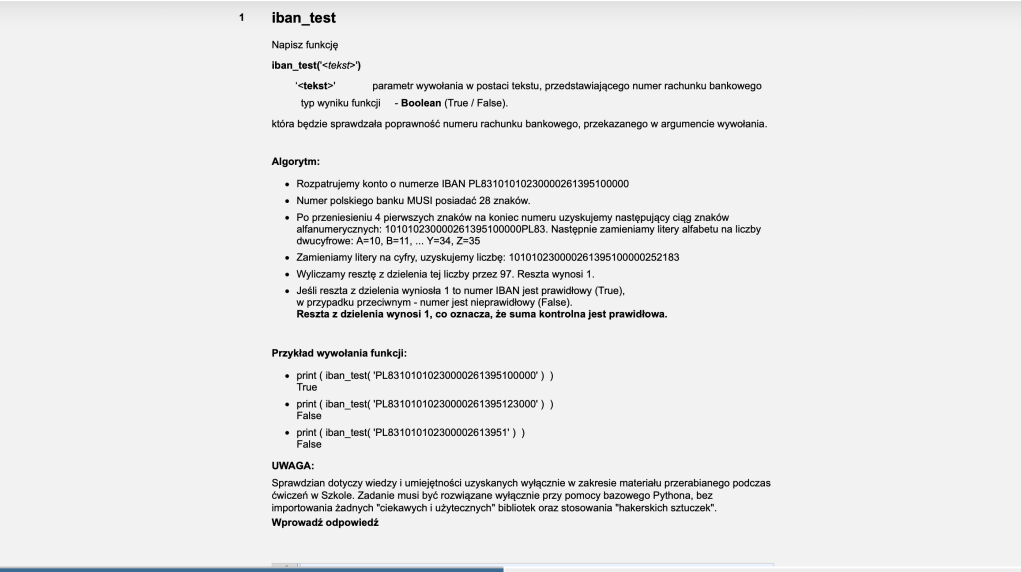 1 iban_test
Napisz funkcję
iban_test('<tekst>')
'<tekst>' parametr wywołania w postaci tekstu, przedstawiającego numer rachunku bankowego
typ wyniku funkcji - Boolean (True / False).
która będzie sprawdzała poprawność numeru rachunku bankowego, przekazanego w argumencie wywołania.
Algorytm:
• Rozpatrujemy konto o numerze IBAN PL83101010230000261395100000
• Numer polskiego banku MUSI posiadać 28 znaków.
• Po przeniesieniu 4 pierwszych znaków na koniec numeru uzyskujemy następujący ciąg znaków
alfanumerycznych: 101010230000261395100000PL83. Następnie zamieniamy litery alfabetu na liczby
dwucyfrowe: A=10, B=11, ... Y=34, Z=35
• Zamieniamy litery na cyfry, uzyskujemy liczbę: 101010230000261395100000252183
• Wyliczamy resztę z dzielenia tej liczby przez 97. Reszta wynosi 1.
• Jeśli reszta z dzielenia wyniosła 1 to numer IBAN jest prawidłowy (True),
w przypadku przeciwnym - numer jest nieprawidłowy (False).
Reszta z dzielenia wynosi 1, co oznacza, że suma kontrolna jest prawidłowa.
Przykład wywołania funkcji:
• print ( iban_test( 'PL83101010230000261395100000' ) )
True
• print ( iban_test( 'PL83101010230000261395123000' ) )
False
• print ( iban_test( 'PL831010102300002613951' ) )
False
UWAGA:
Sprawdzian dotyczy wiedzy i umiejętności uzyskanych wyłącznie w zakresie materiału przerabianego podczas
ćwiczeń w Szkole. Zadanie musi być rozwiązane wyłącznie przy pomocy bazowego Pythona, bez
importowania żadnych "ciekawych i użytecznych" bibliotek oraz stosowania "hakerskich sztuczek".
Wprowadź odpowiedź